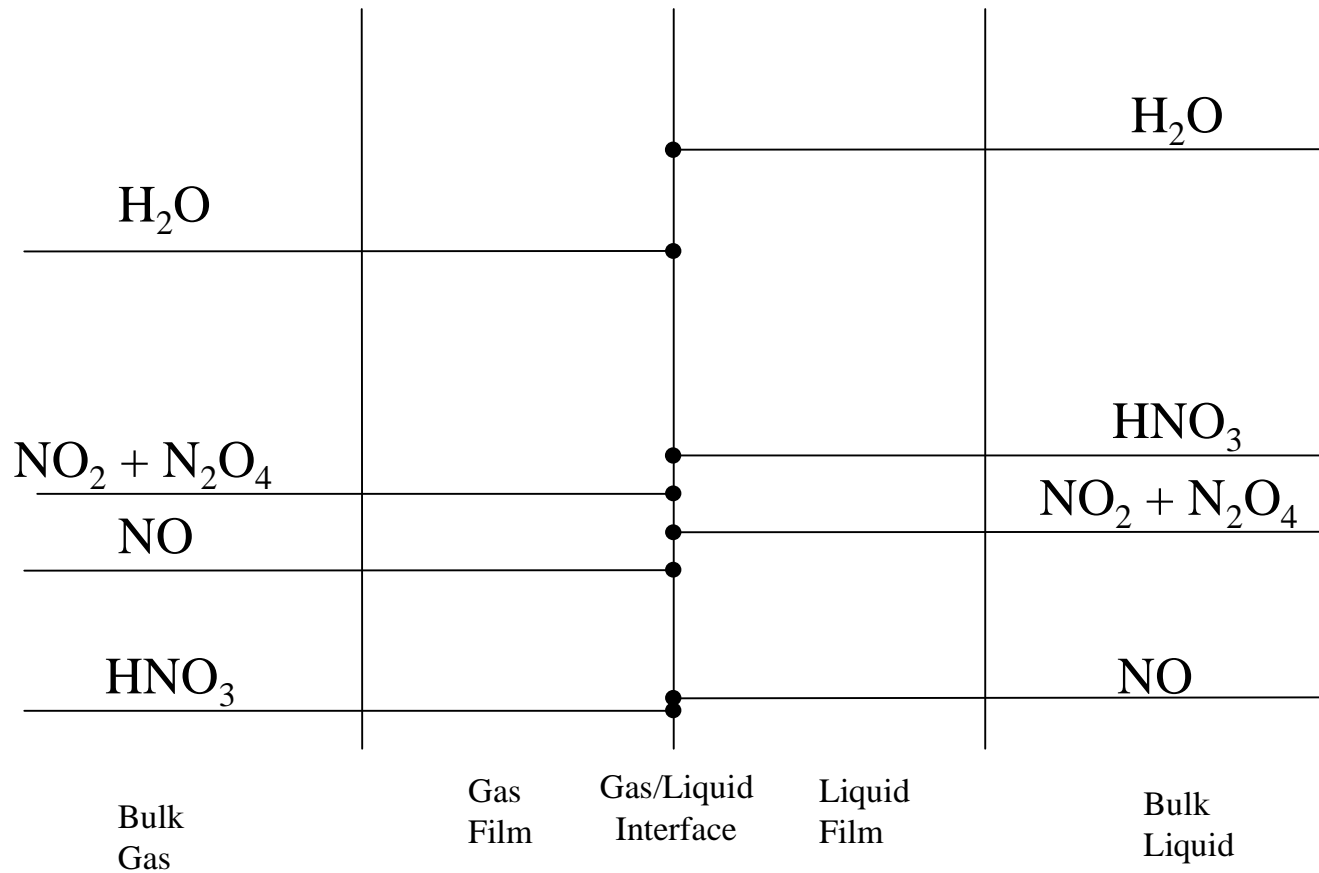 H₂O
H₂O
HNO₃
NO₂ + N₂O₄
NO₂ + N₂O₄
NO
HNO₃
NO
Gas
Film
Gas/Liquid
Interface
Liquid
Film
Bulk
Gas
Bulk
Liquid